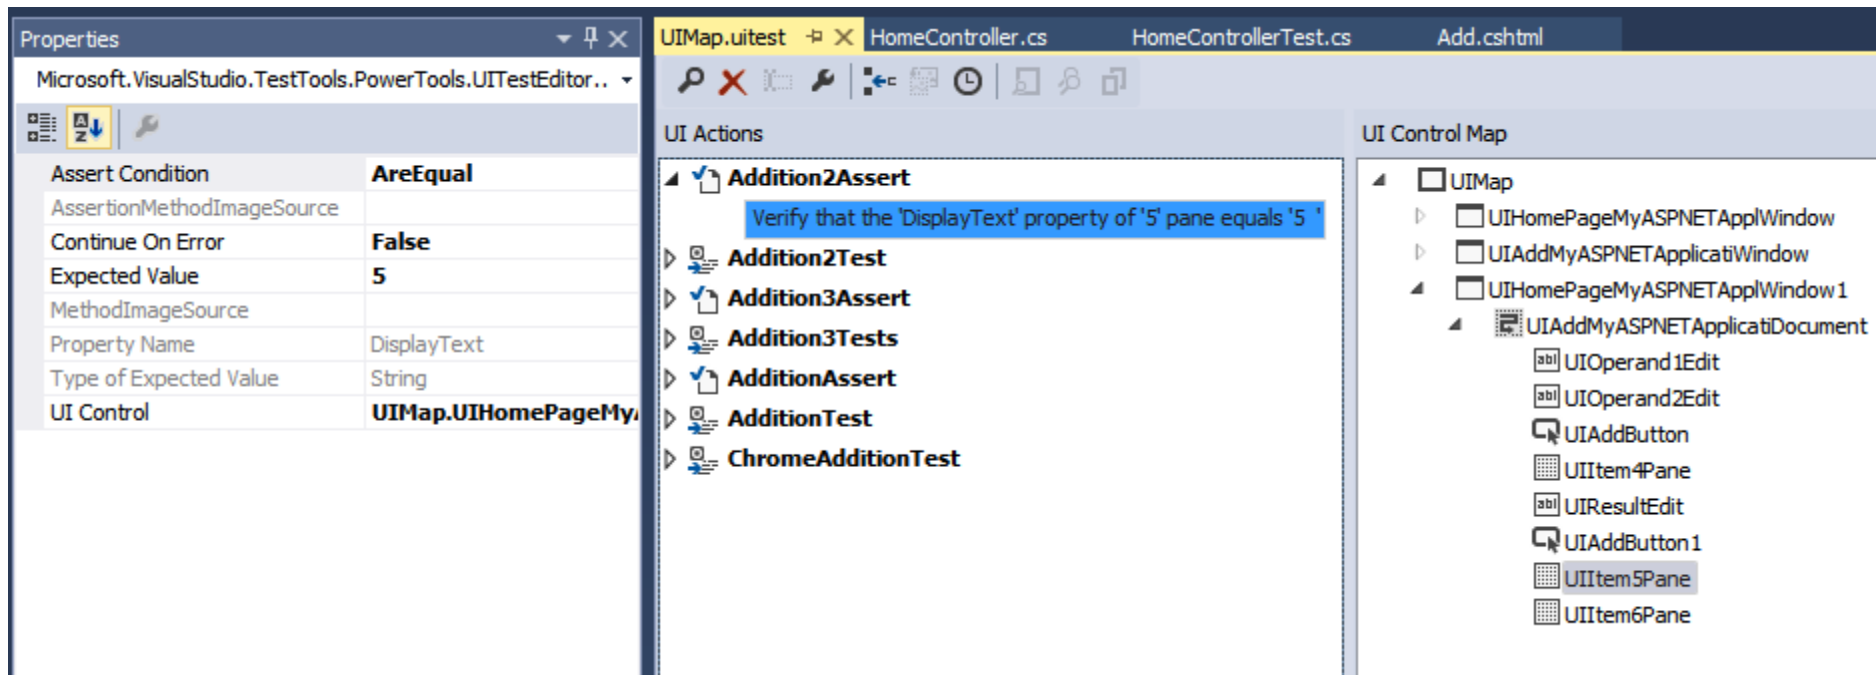 Properties
Microsoft.VisualStudio.TestTools.PowerTools.UITestEditor..
Assert Condition AreEqual
AssertionMethodImageSource
Continue On Error False
Expected Value 5
MethodImageSource
Property Name DisplayText
Type of Expected Value String
UI Control UIMap.UIHomePageMy
UIMap.uitest HomeController.cs HomeControllerTest.cs Add.cshtml
UI Actions
Addition2Assert
Verify that the 'DisplayText' property of '5' pane equals '5 '
Addition2Test
Addition3Assert
Addition3Tests
AdditionAssert
AdditionTest
ChromeAdditionTest
UI Control Map
UIMap
UIHomePageMyASPNETApplWindow
UIAddMyASPNETApplicatiWindow
UIHomePageMyASPNETApplWindow1
UIAddMyASPNETApplicatiDocument
UIOperand1Edit
UIOperand2Edit
UIAddButton
UIItem4Pane
UIResultEdit
UIAddButton1
UIItem5Pane
UIItem6Pane